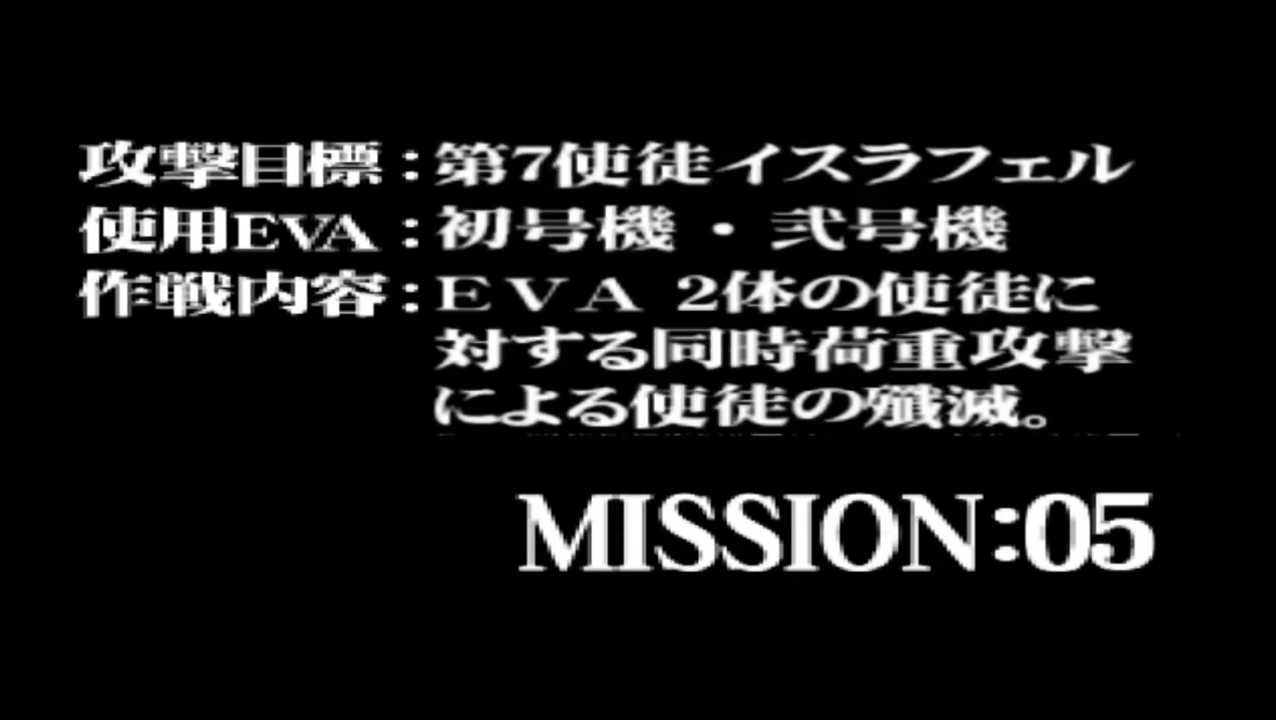 攻撃目標：第7使徒イスラフェル
使用EVA：初号機・弐号機
作戦内容：ＥＶＡ 2体の使徒に
対する同時荷重攻撃
による使徒の殲滅。
MISSION:05